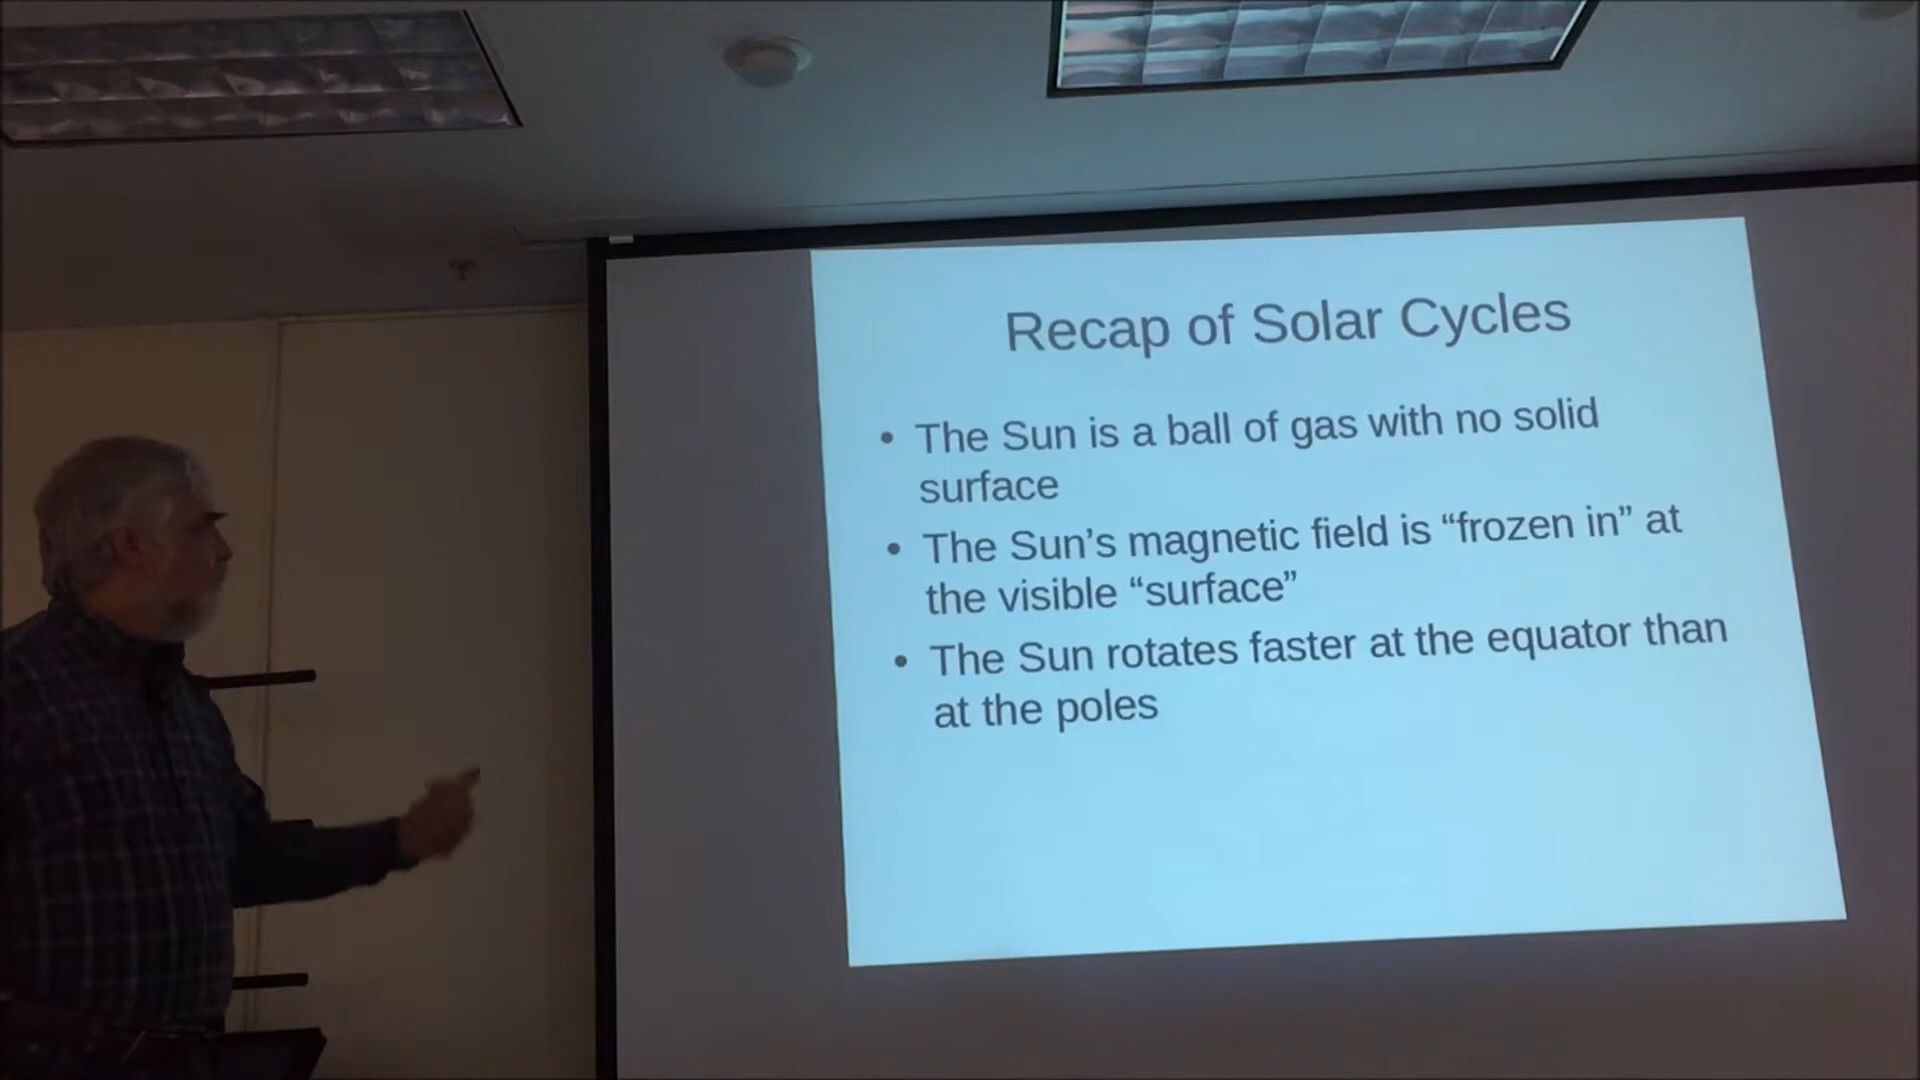 Recap of Solar Cycles
• The Sun is a ball of gas with no solid
surface
• The Sun’s magnetic field is “frozen in” at
the visible “surface”
• The Sun rotates faster at the equator than
at the poles